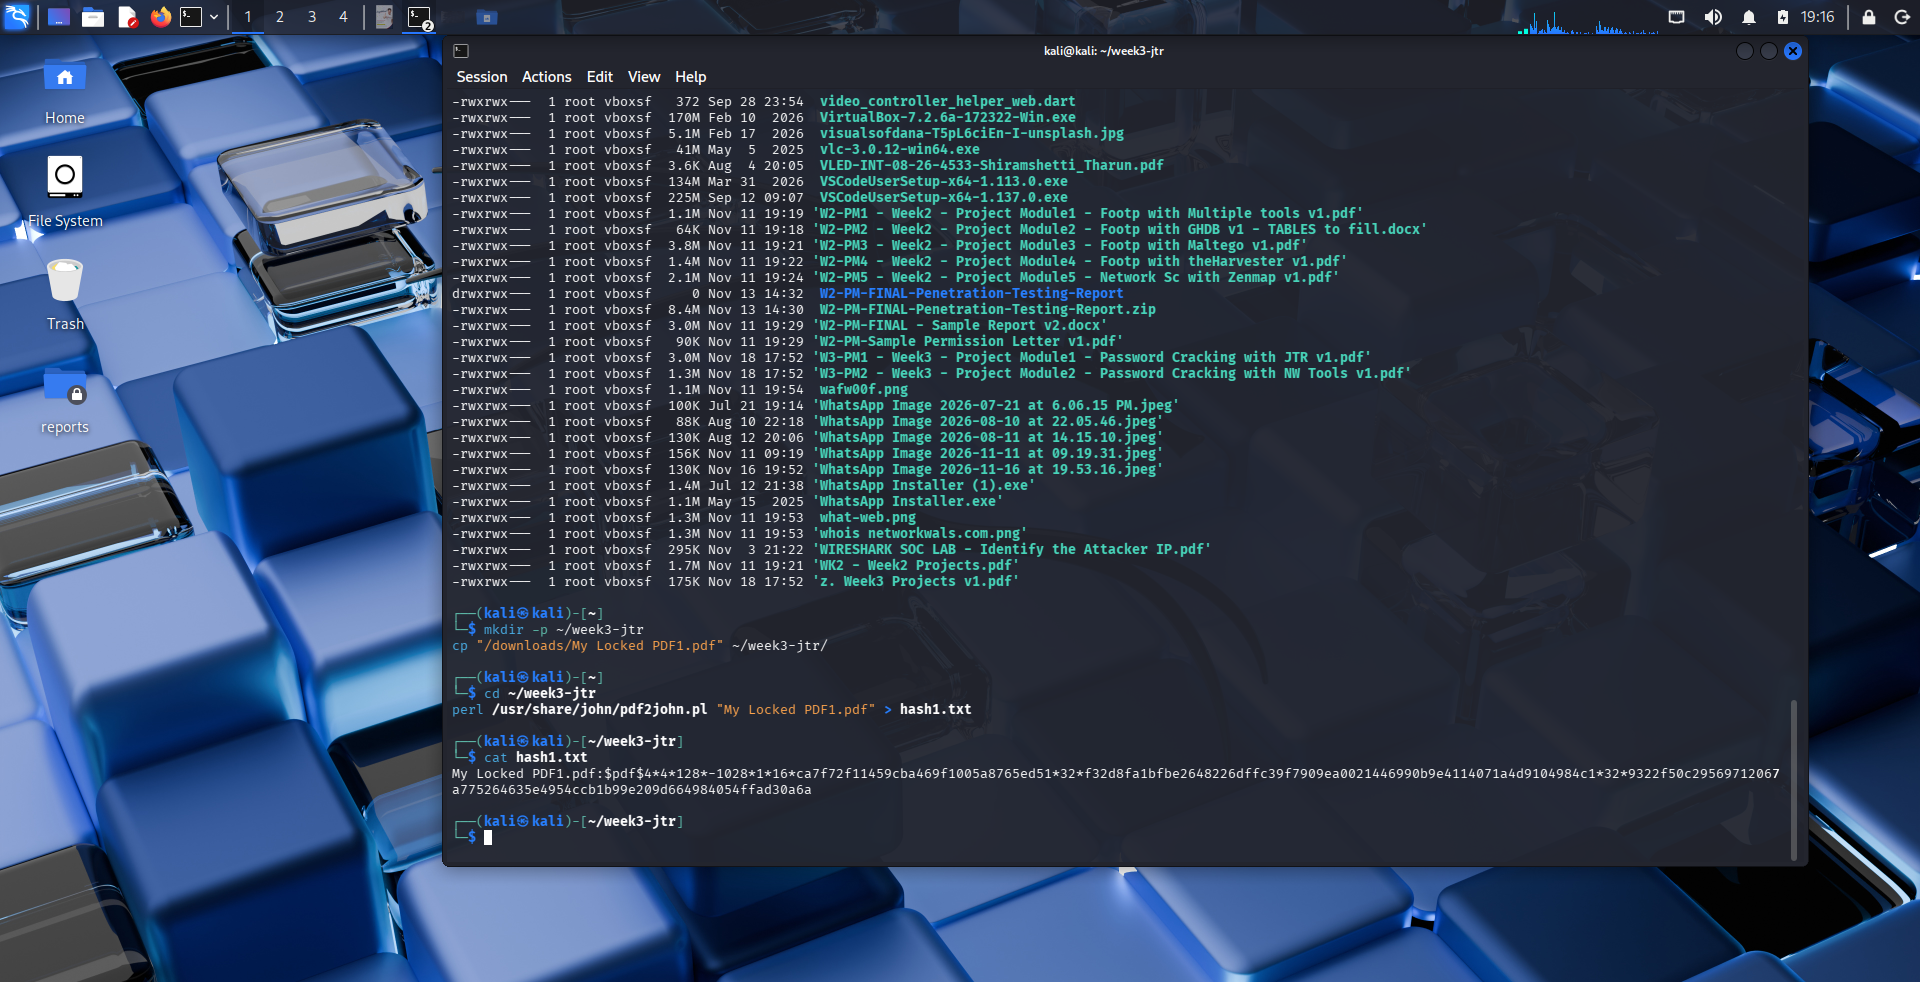 1 2 3 4 2 19:16
kali@kali: ~/week3-jtr
Session Actions Edit View Help
Home
File System
Trash
reports
-rwxrwx--- 1 root vboxsf 372 Sep 28 23:54 video_controller_helper_web.dart
-rwxrwx--- 1 root vboxsf 170M Feb 10 2026 VirtualBox-7.2.6a-172322-Win.exe
-rwxrwx--- 1 root vboxsf 5.1M Feb 17 2026 visualsofdana-T5pL6ciEn-I-unsplash.jpg
-rwxrwx--- 1 root vboxsf 41M May 5 2025 vlc-3.0.12-win64.exe
-rwxrwx--- 1 root vboxsf 3.6K Aug 4 20:05 VLED-INT-08-26-4533-Shiramshetti_Tharun.pdf
-rwxrwx--- 1 root vboxsf 134M Mar 31 2026 VSCodeUserSetup-x64-1.113.0.exe
-rwxrwx--- 1 root vboxsf 225M Sep 12 09:07 VSCodeUserSetup-x64-1.137.0.exe
-rwxrwx--- 1 root vboxsf 1.1M Nov 11 19:19 'W2-PM1 - Week2 - Project Module1 - Footp with Multiple tools v1.pdf'
-rwxrwx--- 1 root vboxsf 64K Nov 11 19:18 'W2-PM2 - Week2 - Project Module2 - Footp with GHDB v1 - TABLES to fill.docx'
-rwxrwx--- 1 root vboxsf 3.8M Nov 11 19:21 'W2-PM3 - Week2 - Project Module3 - Footp with Maltego v1.pdf'
-rwxrwx--- 1 root vboxsf 1.4M Nov 11 19:22 'W2-PM4 - Week2 - Project Module4 - Footp with theHarvester v1.pdf'
-rwxrwx--- 1 root vboxsf 2.1M Nov 11 19:24 'W2-PM5 - Week2 - Project Module5 - Network Sc with Zenmap v1.pdf'
drwxrwx--- 1 root vboxsf 0 Nov 13 14:32 W2-PM-FINAL-Penetration-Testing-Report
-rwxrwx--- 1 root vboxsf 8.4M Nov 13 14:30 W2-PM-FINAL-Penetration-Testing-Report.zip
-rwxrwx--- 1 root vboxsf 3.0M Nov 11 19:29 'W2-PM-FINAL - Sample Report v2.docx'
-rwxrwx--- 1 root vboxsf 90K Nov 11 19:29 'W2-PM-Sample Permission Letter v1.pdf'
-rwxrwx--- 1 root vboxsf 3.0M Nov 18 17:52 'W3-PM1 - Week3 - Project Module1 - Password Cracking with JTR v1.pdf'
-rwxrwx--- 1 root vboxsf 1.3M Nov 18 17:52 'W3-PM2 - Week3 - Project Module2 - Password Cracking with NW Tools v1.pdf'
-rwxrwx--- 1 root vboxsf 1.1M Nov 11 19:54 wafw00f.png
-rwxrwx--- 1 root vboxsf 100K Jul 21 19:14 'WhatsApp Image 2026-07-21 at 6.06.15 PM.jpeg'
-rwxrwx--- 1 root vboxsf 88K Aug 10 22:18 'WhatsApp Image 2026-08-10 at 22.05.46.jpeg'
-rwxrwx--- 1 root vboxsf 130K Aug 12 20:06 'WhatsApp Image 2026-08-11 at 14.15.10.jpeg'
-rwxrwx--- 1 root vboxsf 156K Nov 11 09:19 'WhatsApp Image 2026-11-11 at 09.19.31.jpeg'
-rwxrwx--- 1 root vboxsf 130K Nov 16 19:52 'WhatsApp Image 2026-11-16 at 19.53.16.jpeg'
-rwxrwx--- 1 root vboxsf 1.4M Jul 12 21:38 'WhatsApp Installer (1).exe'
-rwxrwx--- 1 root vboxsf 1.1M May 15 2025 'WhatsApp Installer.exe'
-rwxrwx--- 1 root vboxsf 1.3M Nov 11 19:53 what-web.png
-rwxrwx--- 1 root vboxsf 1.3M Nov 11 19:53 'whois networkwals.com.png'
-rwxrwx--- 1 root vboxsf 295K Nov 3 21:22 'WIRESHARK SOC LAB - Identify the Attacker IP.pdf'
-rwxrwx--- 1 root vboxsf 1.7M Nov 11 19:21 'WK2 - Week2 Projects.pdf'
-rwxrwx--- 1 root vboxsf 175K Nov 18 17:52 'z. Week3 Projects v1.pdf'
┌──(kali㉿kali)-[~]
└─$ mkdir -p ~/week3-jtr
cp "/downloads/My Locked PDF1.pdf" ~/week3-jtr/
┌──(kali㉿kali)-[~]
└─$ cd ~/week3-jtr
perl /usr/share/john/pdf2john.pl "My Locked PDF1.pdf" > hash1.txt
┌──(kali㉿kali)-[~/week3-jtr]
└─$ cat hash1.txt
My Locked PDF1.pdf:$pdf$4*4*128*-1028*1*16*ca7f72f11459cba469f1005a8765ed51*32*f32d8fa1bfbe2648226dffc39f7909ea0021446990b9e4114071a4d9104984c1*32*9322f50c29569712067
a775264635e4954ccb1b99e209d664984054ffad30a6a
┌──(kali㉿kali)-[~/week3-jtr]
└─$